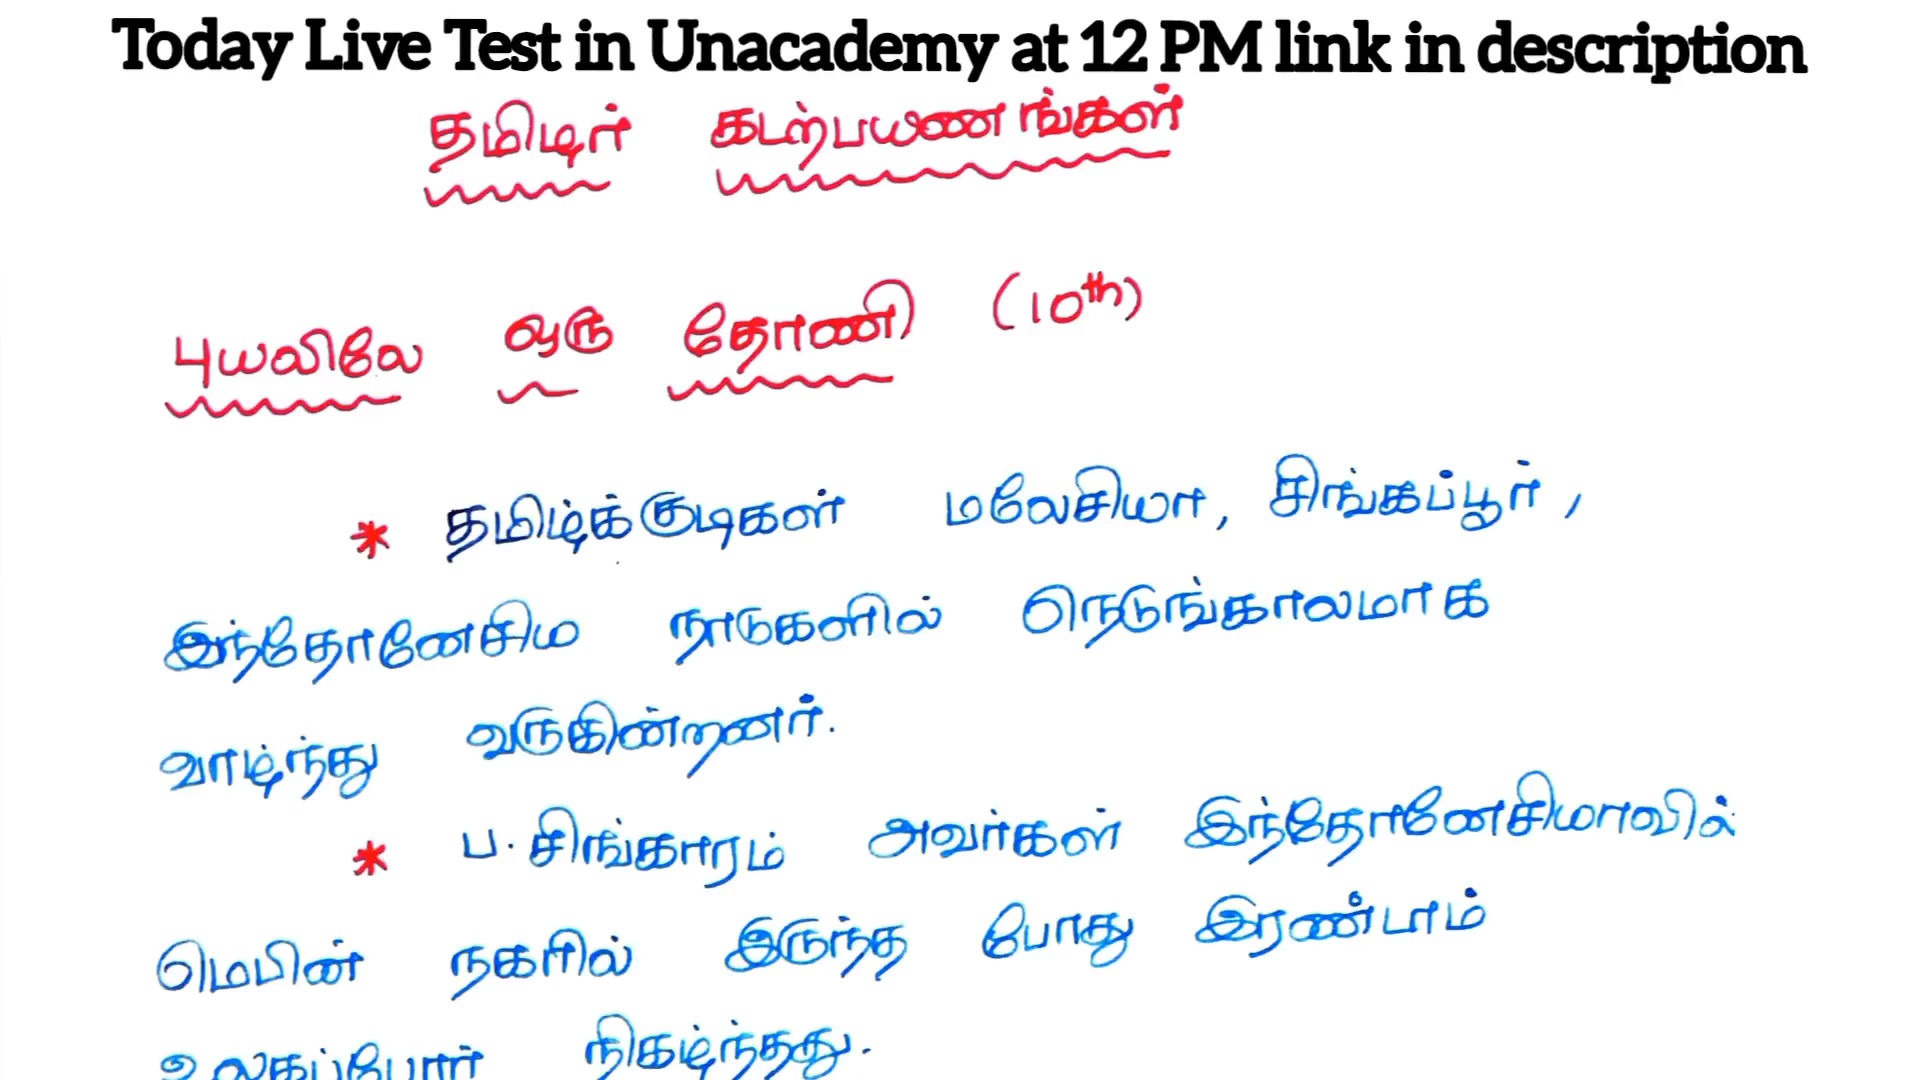 Today Live Test in Unacademy at 12 PM link in description
தமிழர் கடற்பயணங்கள்
புயலிலே ஒரு தோணி (10th)
* தமிழ்க்குடிகள் மலேசியா, சிங்கப்பூர்,
இந்தோனேசிய நாடுகளில் நெடுங்காலமாக
வாழ்ந்து வருகின்றனர்.
* ப. சிங்காரம் அவர்கள் இந்தோனேசியாவில்
மெபின் நகரில் இருந்த போது இரண்டாம்
உலகப்போர் நிகழ்ந்தது.